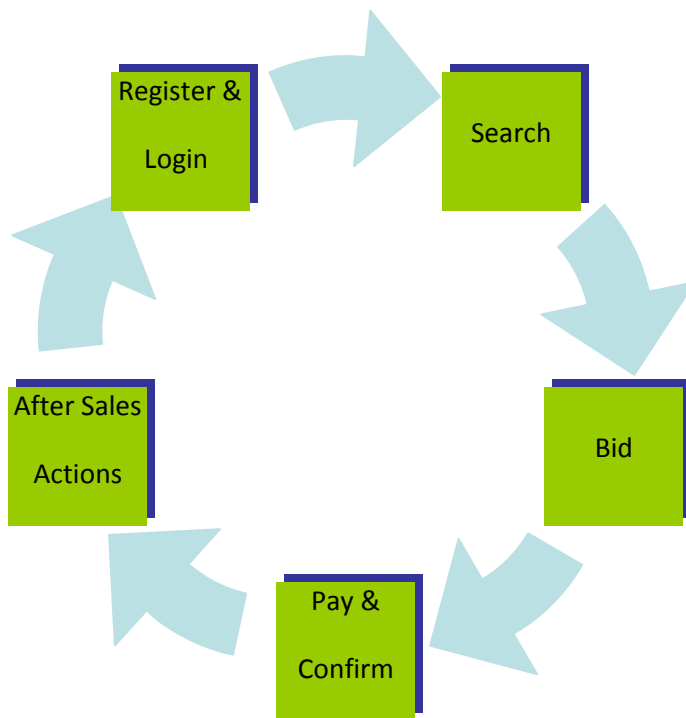 Register &
Login
Search
Bid
Pay &
Confirm
After Sales
Actions